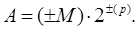 A = (±M) · 2^{±(p)}.